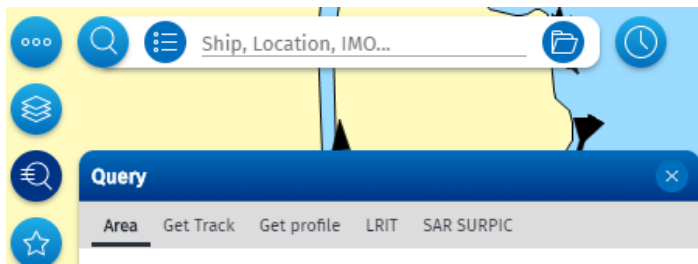 Ship, Location, IMO...
Query
Area Get Track Get profile LRIT SAR SURPIC